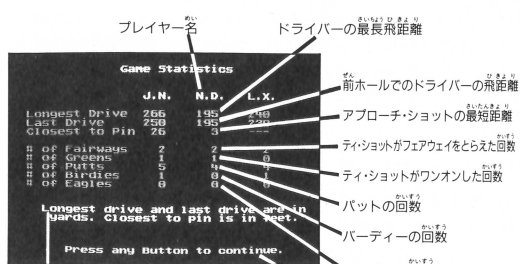 プレイヤー名
ドライバーの最長飛距離
Game Statistics
J.N. N.D. L.X.
Longest Drive 266 195 240
Last Drive 250 195
Closest to Pin 26 3 ---
# of Fairways 2 2 2
# of Greens 1 1 0
# of Putts 5 4
# of Birdies 1 0 1
# of Eagles 0 0 0
Longest drive and last drive are in
yards. Closest to pin is in feet.
Press any Button to continue.
前ホールでのドライバーの飛距離
アプローチ・ショットの最短距離
ティ・ショットがフェアウェイをとらえた回数
ティ・ショットがワンオンした回数
パットの回数
バーディーの回数